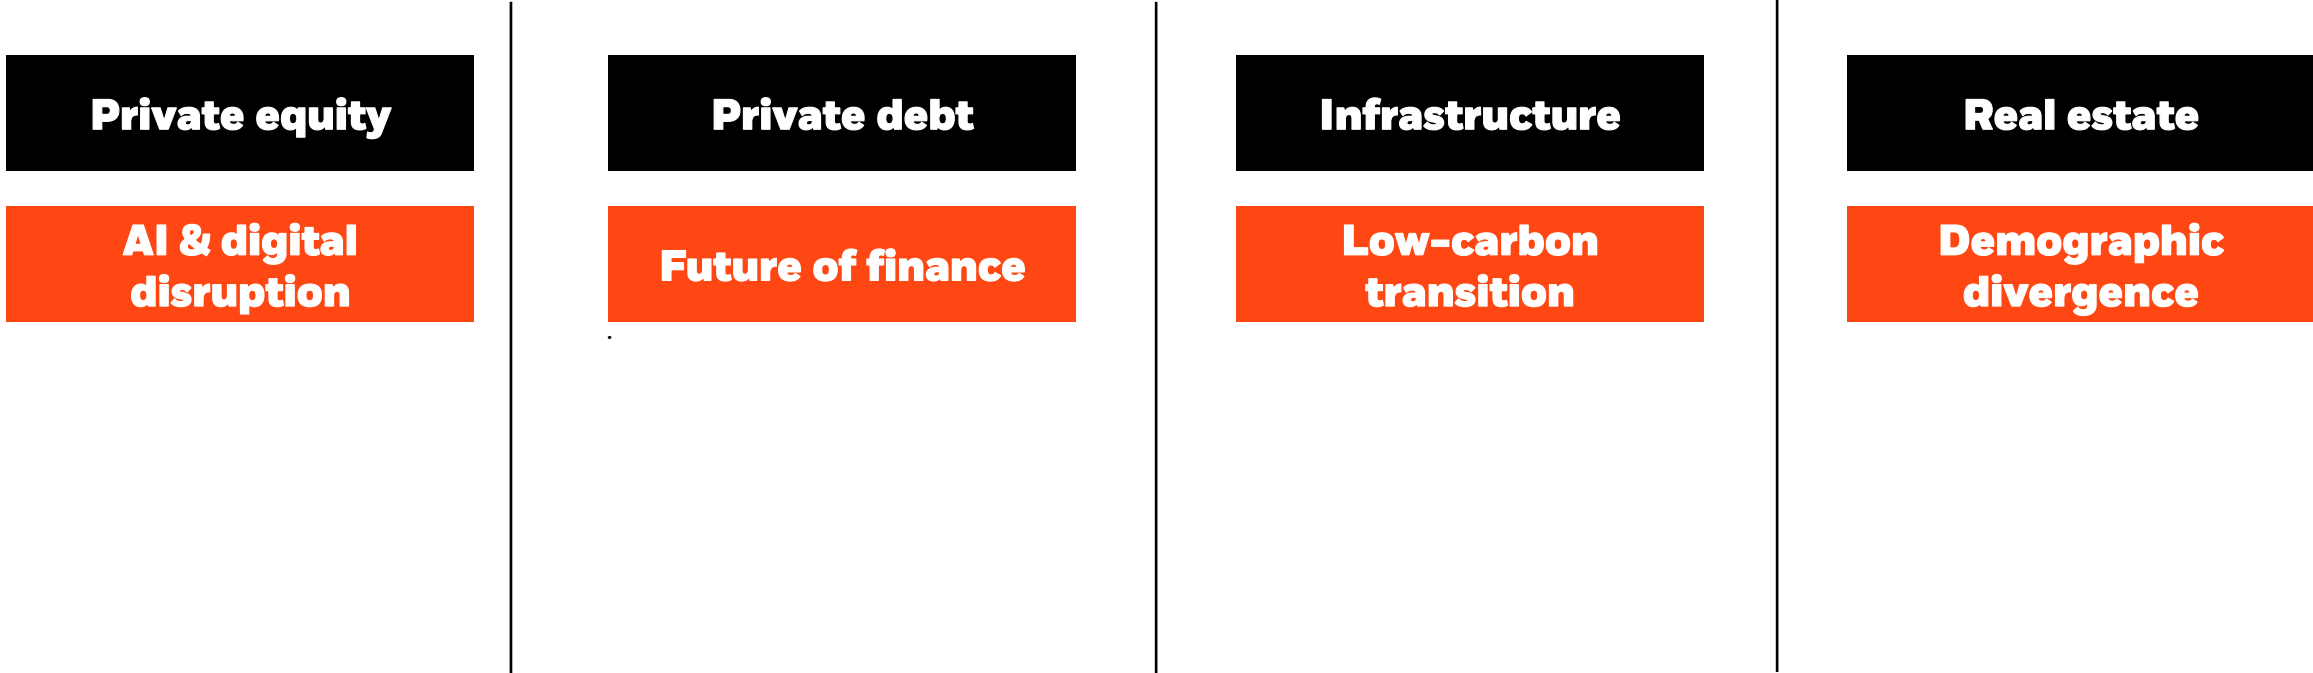 Private equity
AI & digital
disruption
Private debt
Future of finance
.
Infrastructure
Low-carbon
transition
Real estate
Demographic
divergence